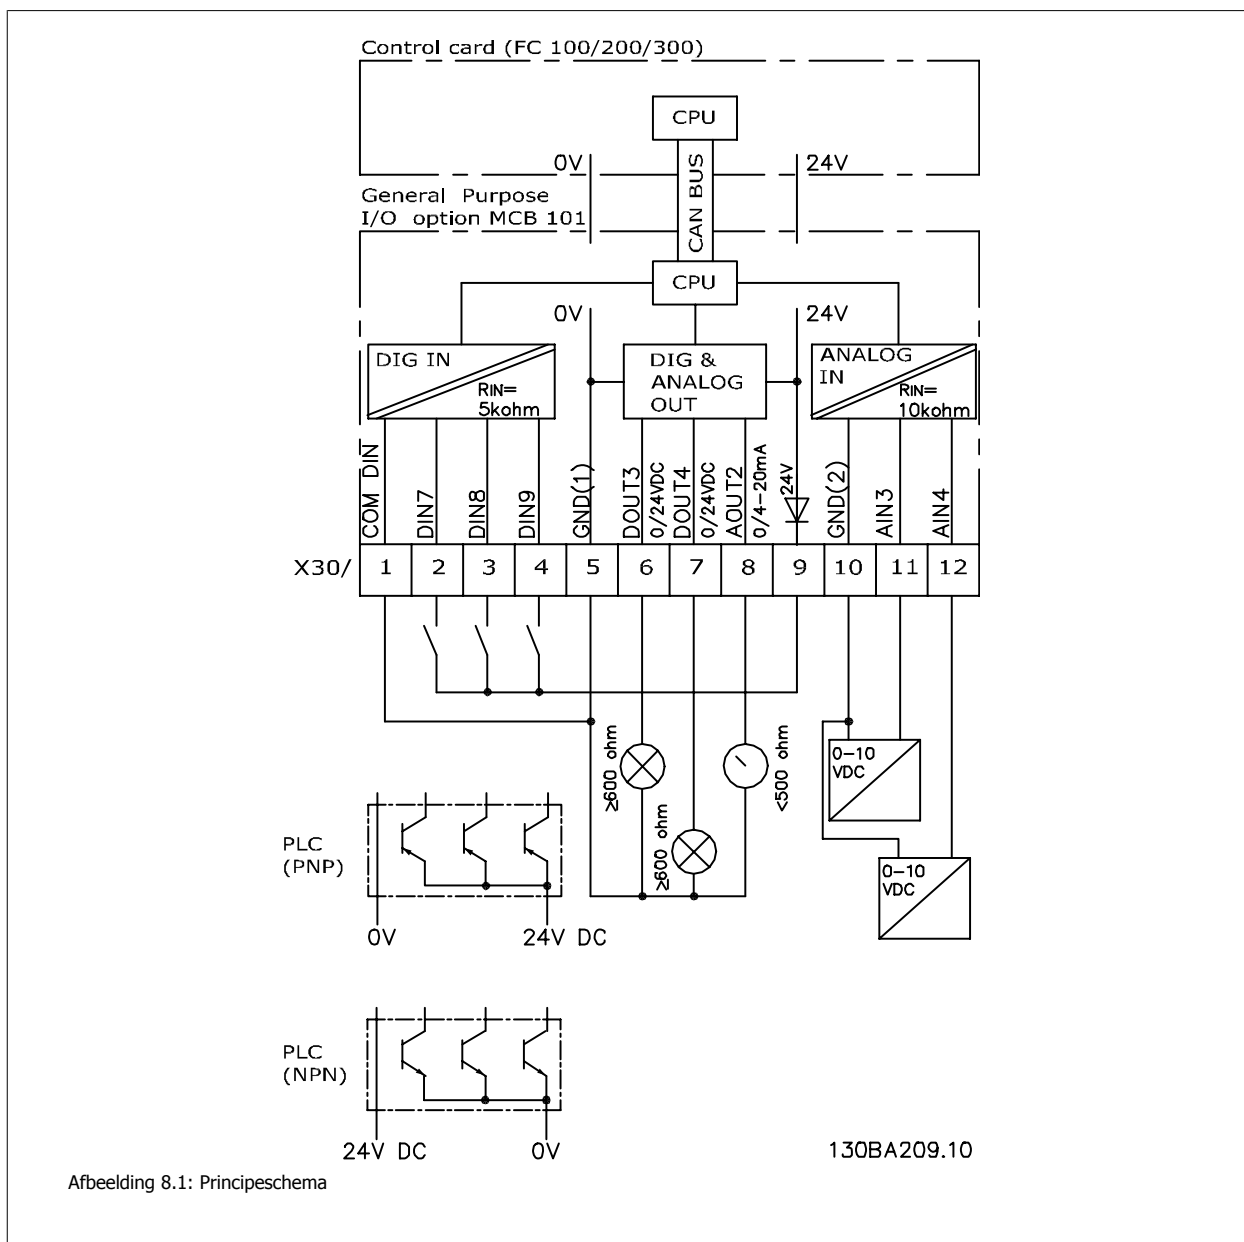 Control card (FC 100/200/300)
CPU
0V
24V
CAN BUS
General Purpose
I/O option MCB 101
CPU
0V
24V
DIG IN
RIN=
5kohm
DIG &
ANALOG
OUT
ANALOG
IN
RIN=
10kohm
COM DIN
DIN7
DIN8
DIN9
GND(1)
DOUT3
0/24VDC
DOUT4
0/24VDC
AOUT2
0/4-20mA
24V
GND(2)
AIN3
AIN4
X30/ 1 2 3 4 5 6 7 8 9 10 11 12
≥600 ohm
≥600 ohm
<500 ohm
0-10
VDC
0-10
VDC
PLC
(PNP)
0V
24V DC
PLC
(NPN)
24V DC
0V
130BA209.10
Afbeelding 8.1: Principeschema